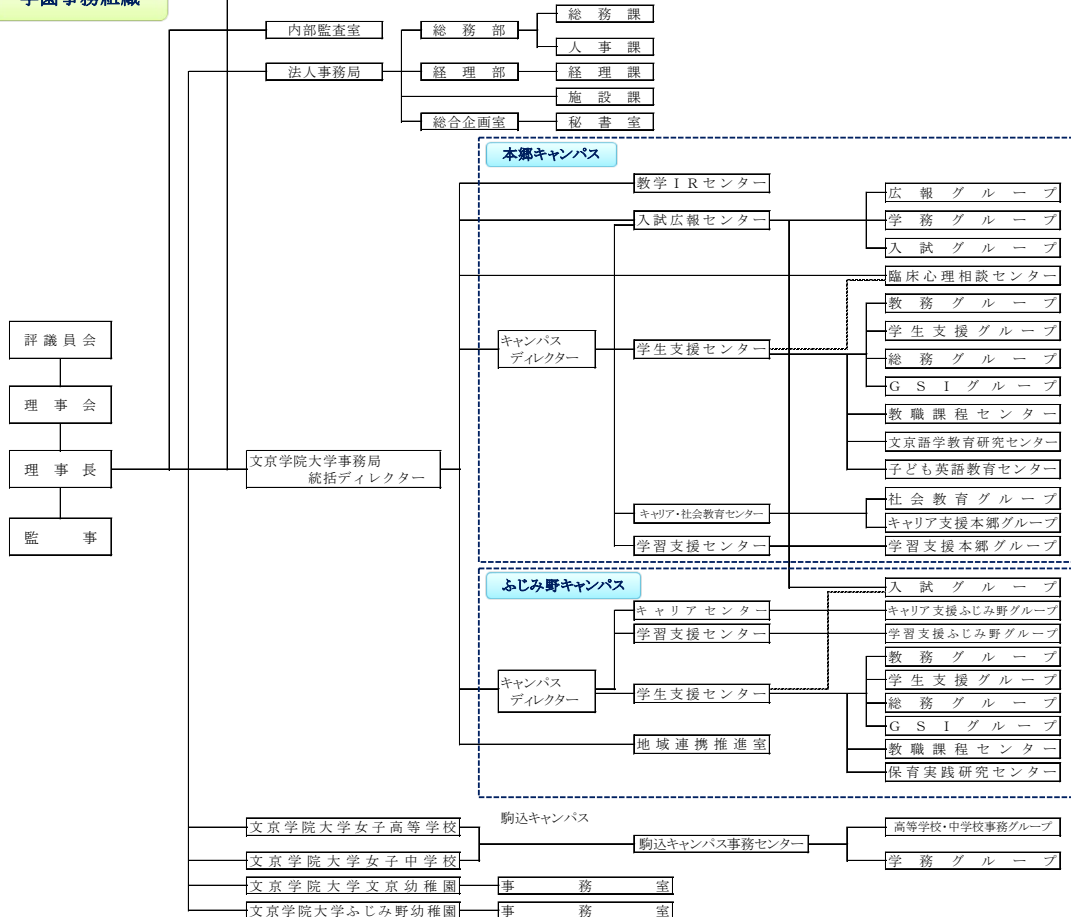 学園事務組織
内部監査室
総務部
総務課
人事課
法人事務局
経理部
経理課
施設課
総合企画室
秘書室
本郷キャンパス
教学IRセンター
入試広報センター
広報グループ
学務グループ
入試グループ
臨床心理相談センター
キャンパス
ディレクター
学生支援センター
教務グループ
学生支援グループ
総務グループ
GSIグループ
教職課程センター
文京語学教育研究センター
子ども英語教育センター
評議員会
理事会
理事長
監事
文京学院大学事務局
統括ディレクター
キャリア・社会教育センター
社会教育グループ
キャリア支援本郷グループ
学習支援センター
学習支援本郷グループ
ふじみ野キャンパス
入試グループ
キャリアセンター
キャリア支援ふじみ野グループ
学習支援センター
学習支援ふじみ野グループ
キャンパス
ディレクター
学生支援センター
教務グループ
学生支援グループ
総務グループ
GSIグループ
教職課程センター
保育実践研究センター
地域連携推進室
駒込キャンパス
文京学院大学女子高等学校
文京学院大学女子中学校
駒込キャンパス事務センター
高等学校・中学校事務グループ
学務グループ
文京学院大学文京幼稚園
事務室
文京学院大学ふじみ野幼稚園
事務室